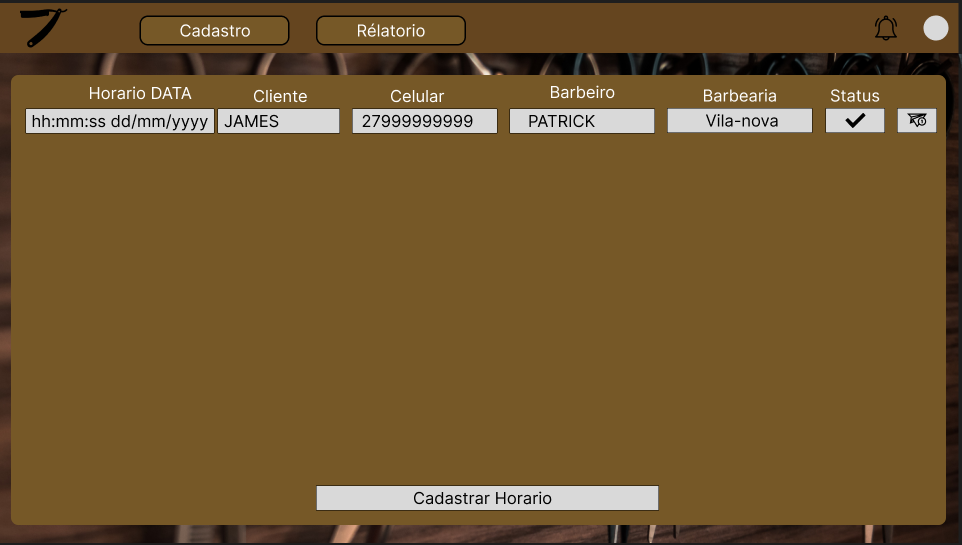 Cadastro
Rélatorio
Horario DATA
Cliente
Celular
Barbeiro
Barbearia
Status
hh:mm:ss dd/mm/yyyy
JAMES
27999999999
PATRICK
Vila-nova
Cadastrar Horario